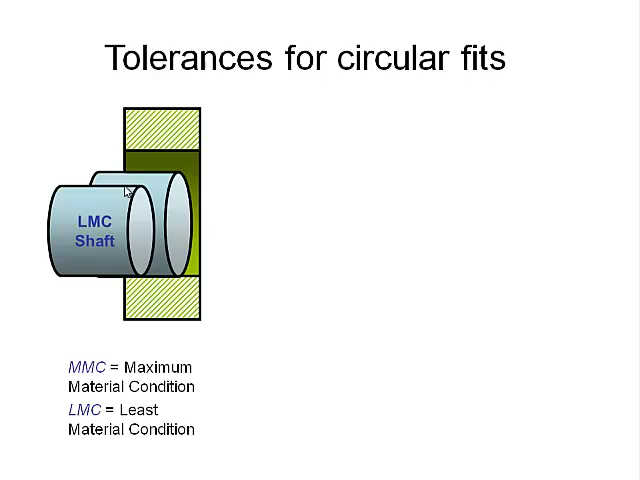 Tolerances for circular fits
LMC
Shaft
MMC = Maximum
Material Condition
LMC = Least
Material Condition